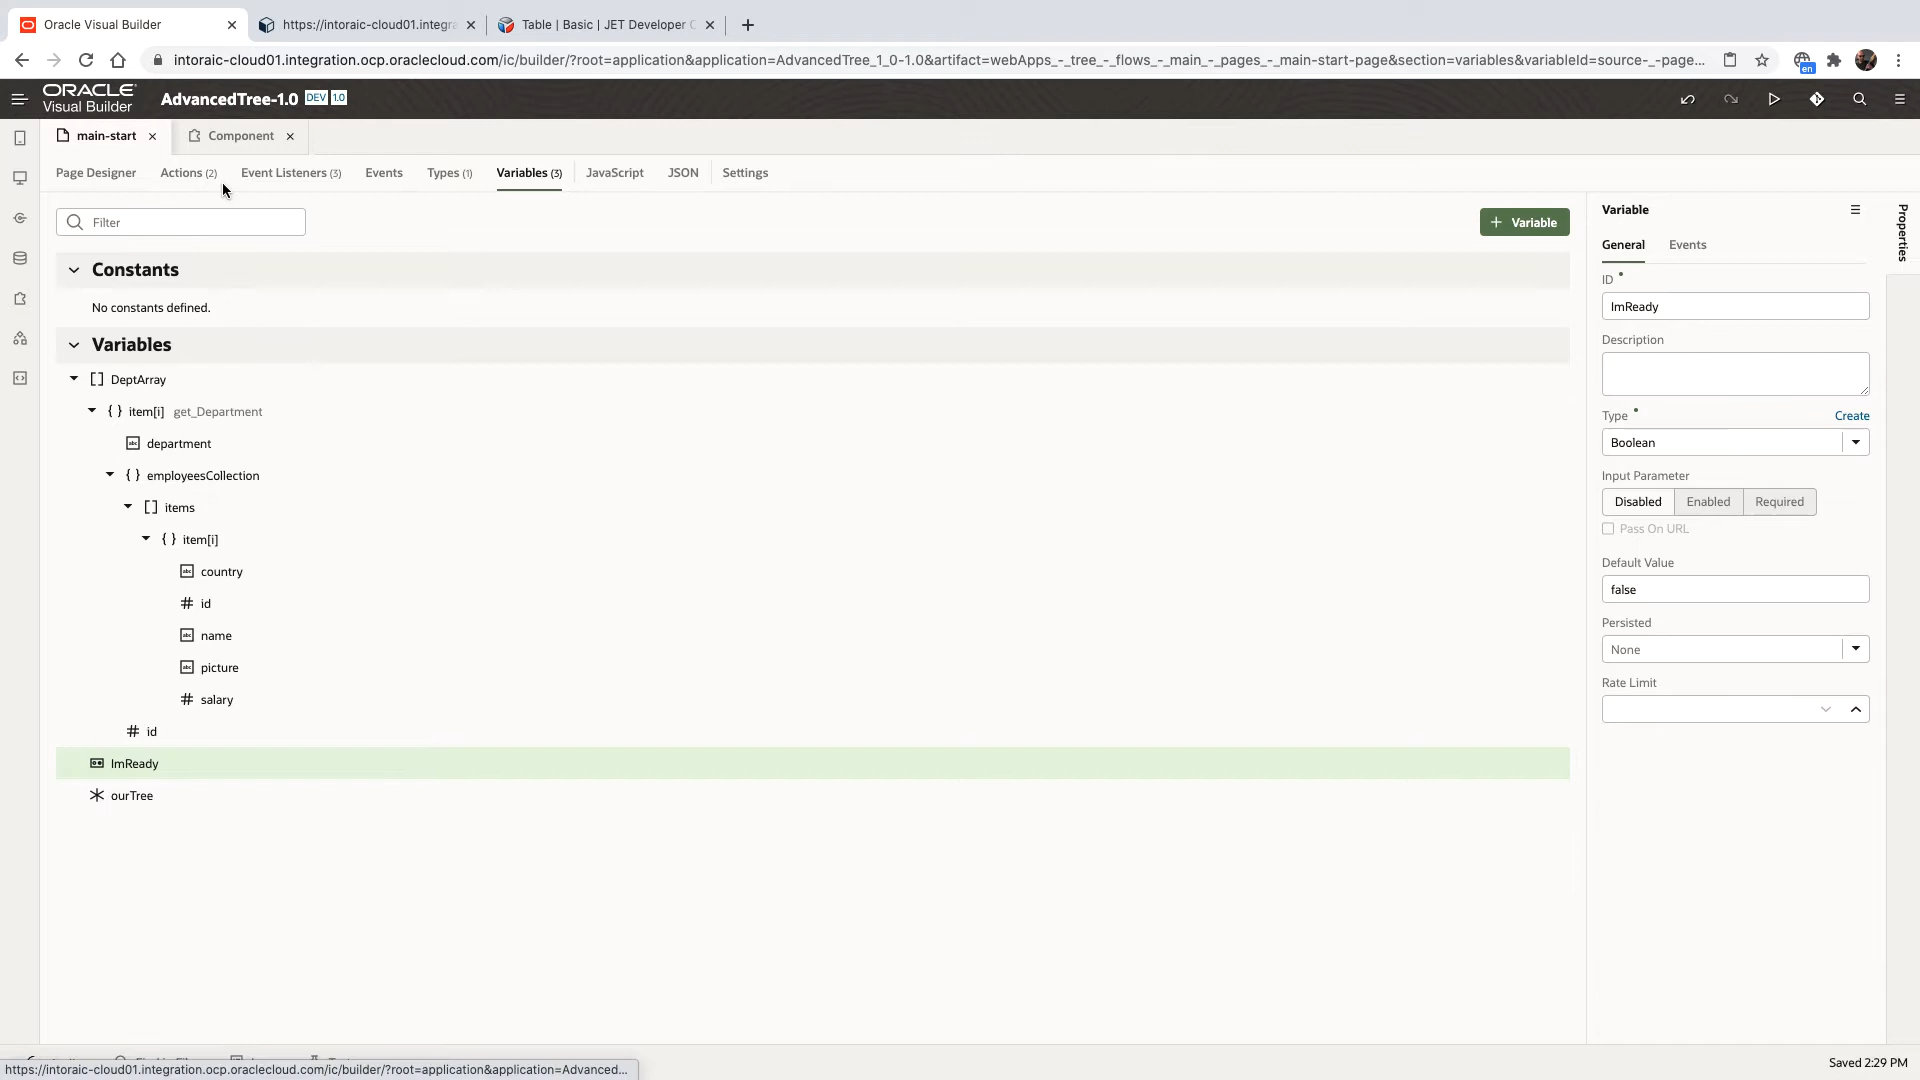 Oracle Visual Builder
https://intoraic-cloud01.integra
Table | Basic | JET Developer C
intoraic-cloud01.integration.ocp.oraclecloud.com/ic/builder/?root=application&application=AdvancedTree_1_0-1.0&artifact=webApps_-_tree_-_flows_-_main_-_pages_-_main-start-page&section=variables&variableId=source-_-page...
en
ORACLE
Visual Builder
AdvancedTree-1.0 DEV 1.0
main-start
Component
Page Designer
Actions (2)
Event Listeners (3)
Events
Types (1)
Variables (3)
JavaScript
JSON
Settings
Filter
+ Variable
Constants
No constants defined.
Variables
DeptArray
item[i] get_Department
department
employeesCollection
items
item[i]
country
id
name
picture
salary
id
ImReady
ourTree
Variable
General
Events
ID
ImReady
Description
Type
Create
Boolean
Input Parameter
Disabled
Enabled
Required
Pass On URL
Default Value
false
Persisted
None
Rate Limit
Properties
https://intoraic-cloud01.integration.ocp.oraclecloud.com/ic/builder/?root=application&application=Advanced...
Saved 2:29 PM